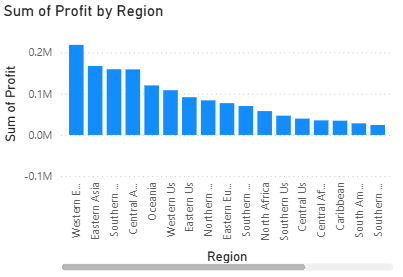 Sum of Profit by Region
Sum of Profit
0.2M
0.1M
0.0M
-0.1M
Western E...
Eastern Asia
Southern ...
Central A...
Oceania
Western Us
Eastern Us
Northern ...
Eastern Eu...
Southern ...
North Africa
Southern Us
Central Us
Central Af...
Caribbean
South Am...
Southern ...
Region